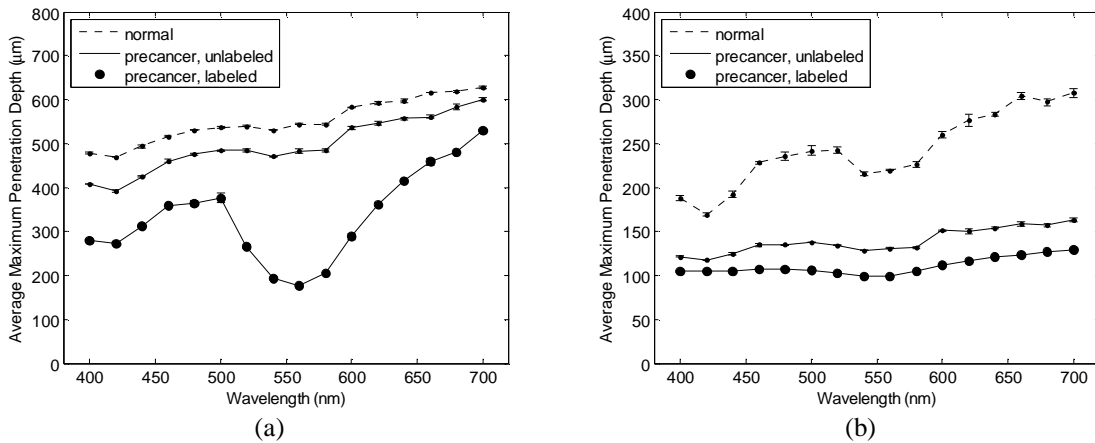 800
700
600
500
400
300
200
100
0
Average Maximum Penetration Depth (μm)
normal
precancer, unlabeled
precancer, labeled
400 450 500 550 600 650 700
Wavelength (nm)
(a)
400
350
300
250
200
150
100
50
0
Average Maximum Penetration Depth (μm)
normal
precancer, unlabeled
precancer, labeled
400 450 500 550 600 650 700
Wavelength (nm)
(b)